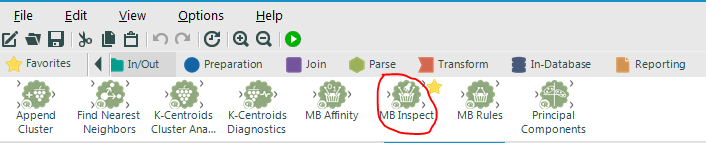 File Edit View Options Help
Favorites In/Out Preparation Join Parse Transform In-Database Reporting
Append Find Nearest K-Centroids K-Centroids MB Affinity MB Inspect MB Rules Principal
Cluster Neighbors Cluster Ana... Diagnostics Components